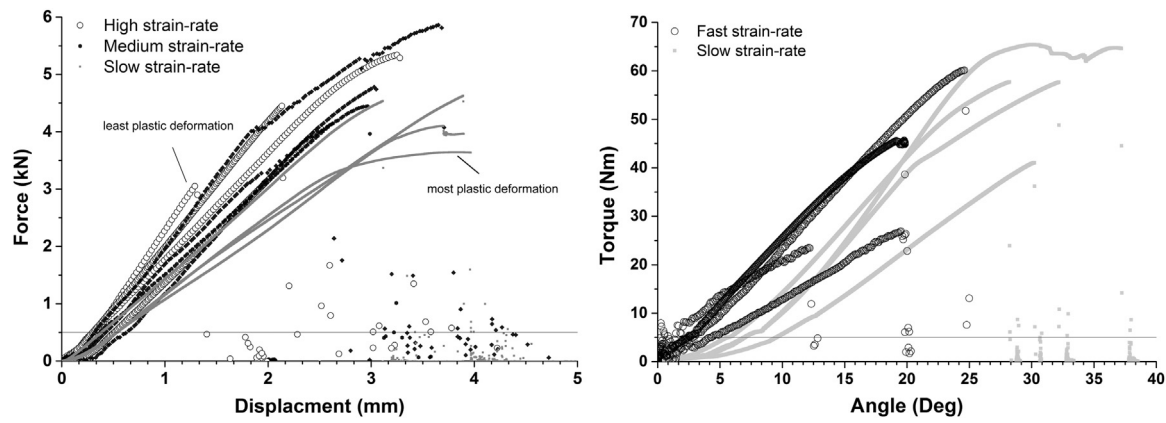 6
5
4
3
2
1
0
Force (kN)
High strain-rate
Medium strain-rate
Slow strain-rate
least plastic deformation
most plastic deformation
0 1 2 3 4 5
Displacment (mm)
70
60
50
40
30
20
10
0
Torque (Nm)
Fast strain-rate
Slow strain-rate
0 5 10 15 20 25 30 35 40
Angle (Deg)